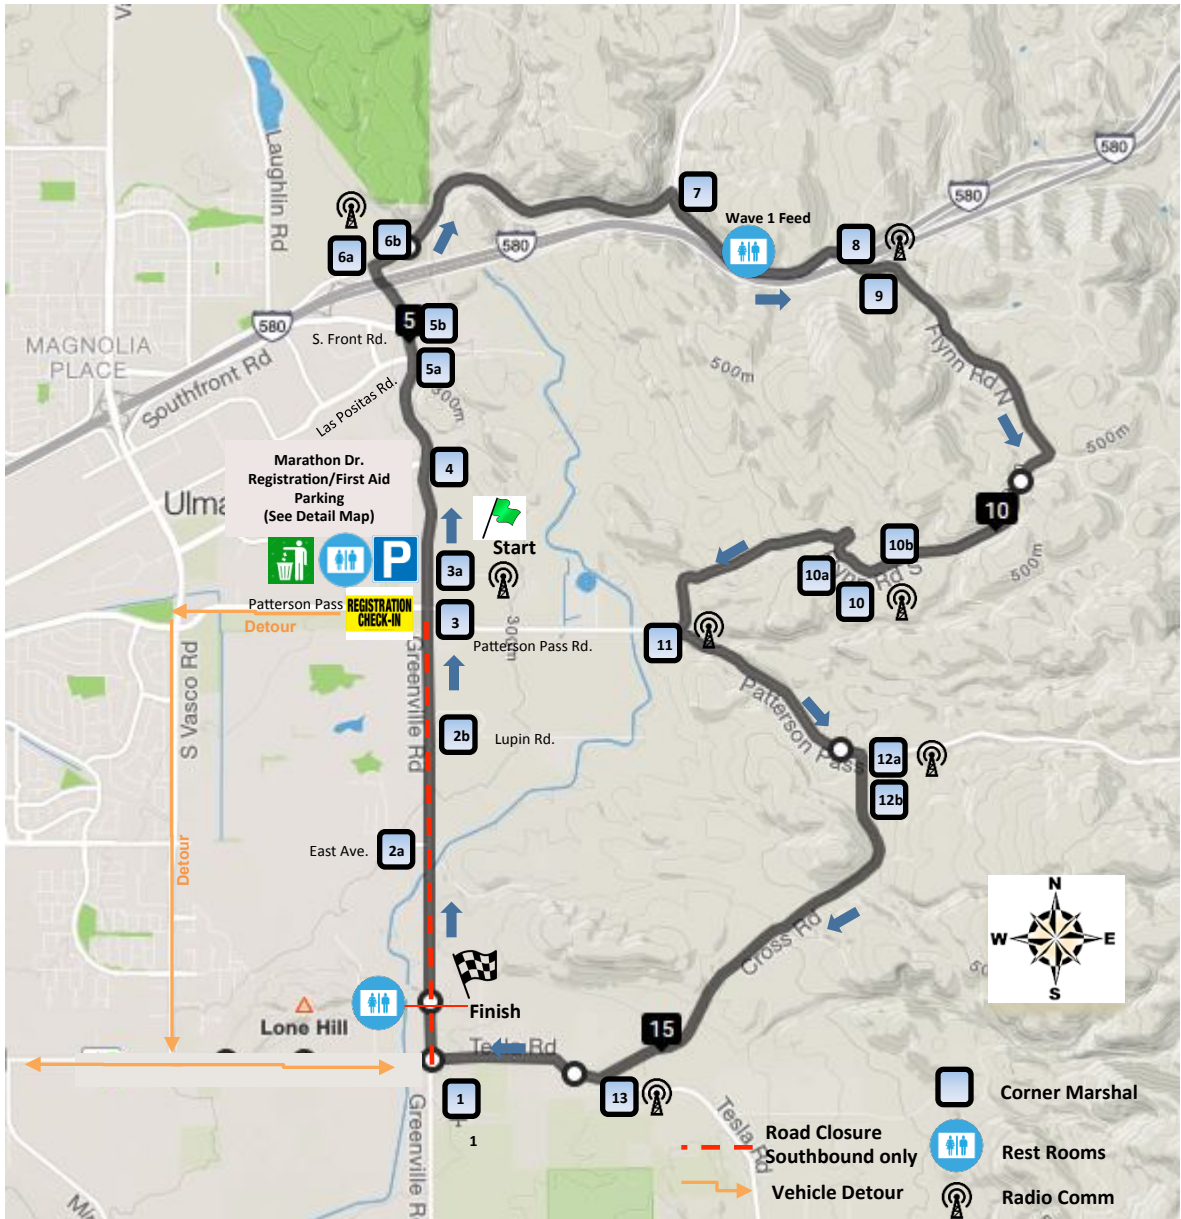 Laughlin Rd
580
580
580
580
7
Wave 1 Feed
6b
6a
8
9
5
5b
S. Front Rd.
5a
MAGNOLIA
PLACE
Southfront Rd
Las Positas Rd.
300m
500m
Flynn Rd N
500m
Marathon Dr.
Registration/First Aid
Parking
(See Detail Map)
4
Ulma
P
Start
3a
10
10b
10a
10
Flynn Rd S
500m
Patterson Pass
REGISTRATION
CHECK-IN
Detour
3
300m
Patterson Pass Rd.
11
Greenville Rd
S Vasco Rd
2b
Lupin Rd.
Patterson Pass
12a
12b
East Ave.
2a
Detour
Cross Rd
N
W
E
S
Finish
Lone Hill
Tesla Rd
15
1
1
13
Greenville Rd
Tesla Rd
Corner Marshal
Road Closure
Southbound only
Rest Rooms
Vehicle Detour
Radio Comm